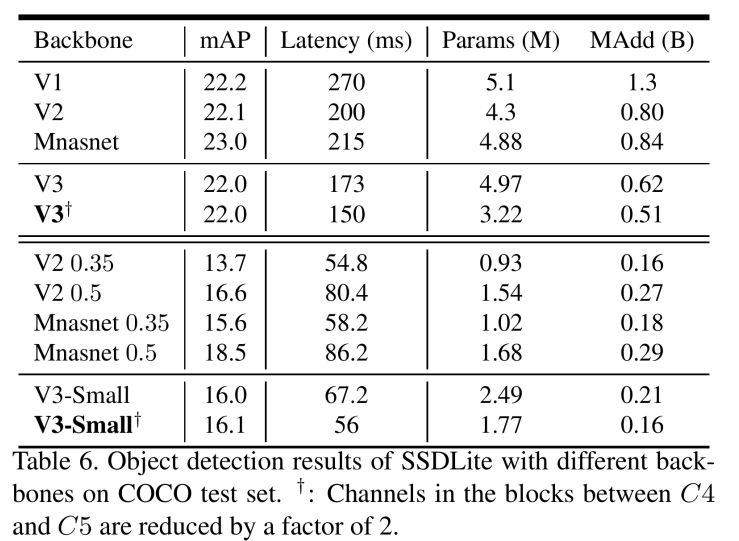 Backbone mAP Latency (ms) Params (M) MAdd (B)
V1 22.2 270 5.1 1.3
V2 22.1 200 4.3 0.80
Mnasnet 23.0 215 4.88 0.84
V3 22.0 173 4.97 0.62
V3† 22.0 150 3.22 0.51
V2 0.35 13.7 54.8 0.93 0.16
V2 0.5 16.6 80.4 1.54 0.27
Mnasnet 0.35 15.6 58.2 1.02 0.18
Mnasnet 0.5 18.5 86.2 1.68 0.29
V3-Small 16.0 67.2 2.49 0.21
V3-Small† 16.1 56 1.77 0.16
Table 6. Object detection results of SSDLite with different back-
bones on COCO test set. †: Channels in the blocks between C4
and C5 are reduced by a factor of 2.